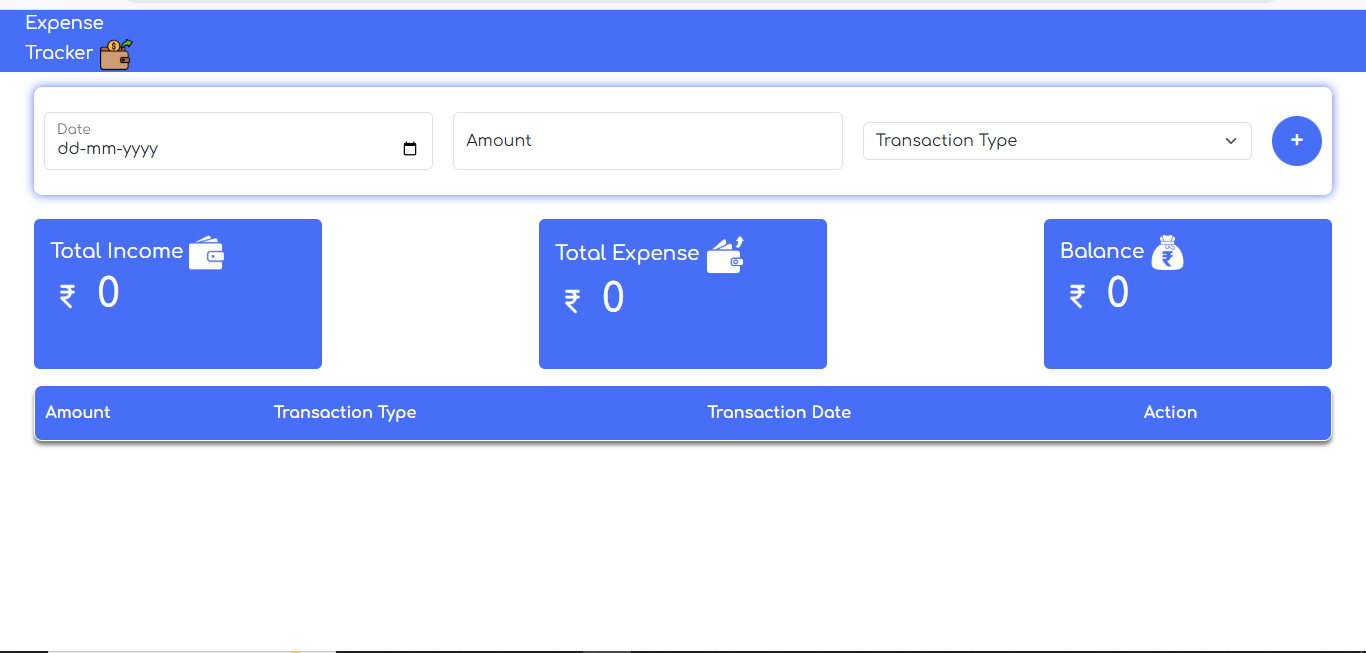 Expense
Tracker
Date
dd-mm-yyyy
Amount
Transaction Type
+
Total Income
₹ 0
Total Expense
₹ 0
Balance
₹ 0
Amount Transaction Type Transaction Date Action